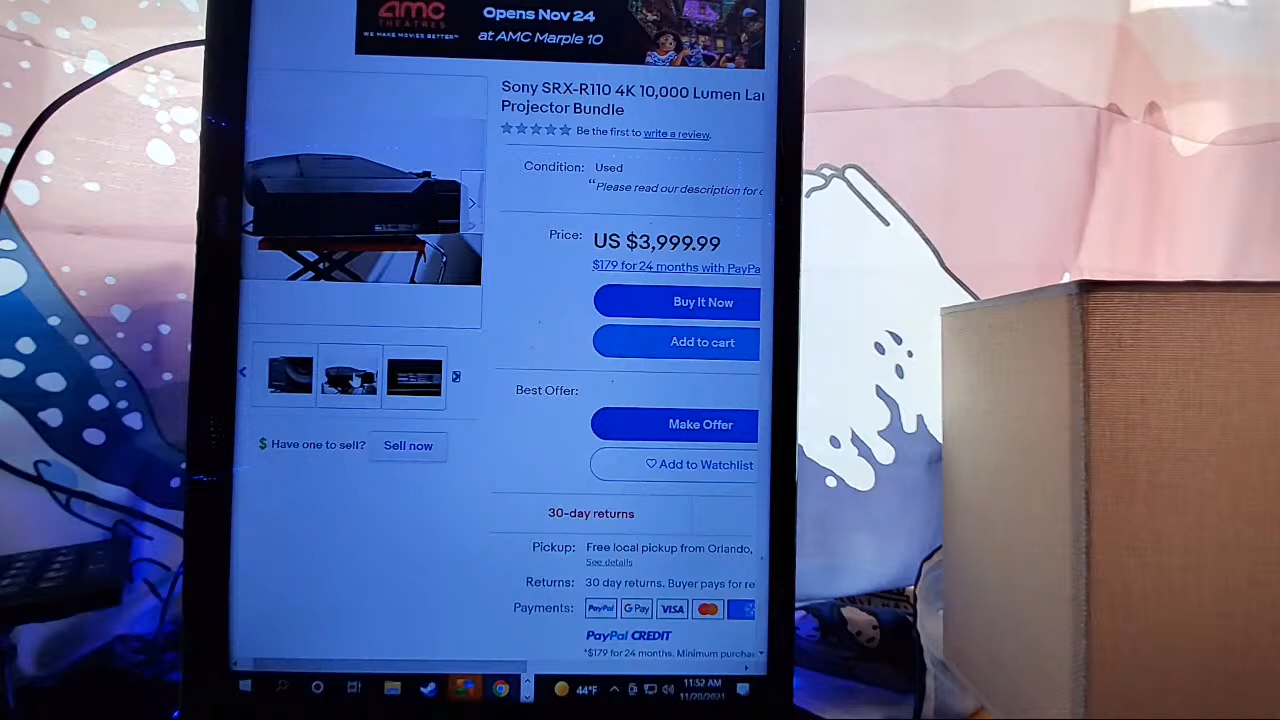 amc
THEATRES
WE MAKE MOVIES BETTER™
Opens Nov 24
at AMC Marple 10
Sony SRX-R110 4K 10,000 Lumen La
Projector Bundle
Be the first to write a review.
Condition: Used
“Please read our description for
Price: US $3,999.99
$179 for 24 months with PayPa
Buy It Now
Add to cart
Best Offer:
Make Offer
Add to Watchlist
$ Have one to sell? Sell now
30-day returns
Pickup: Free local pickup from Orlando,
See details
Returns: 30 day returns. Buyer pays for re
Payments: PayPal G Pay VISA
PayPal CREDIT
*$179 for 24 months. Minimum purcha
44°F
11:52 AM
11/20/2021